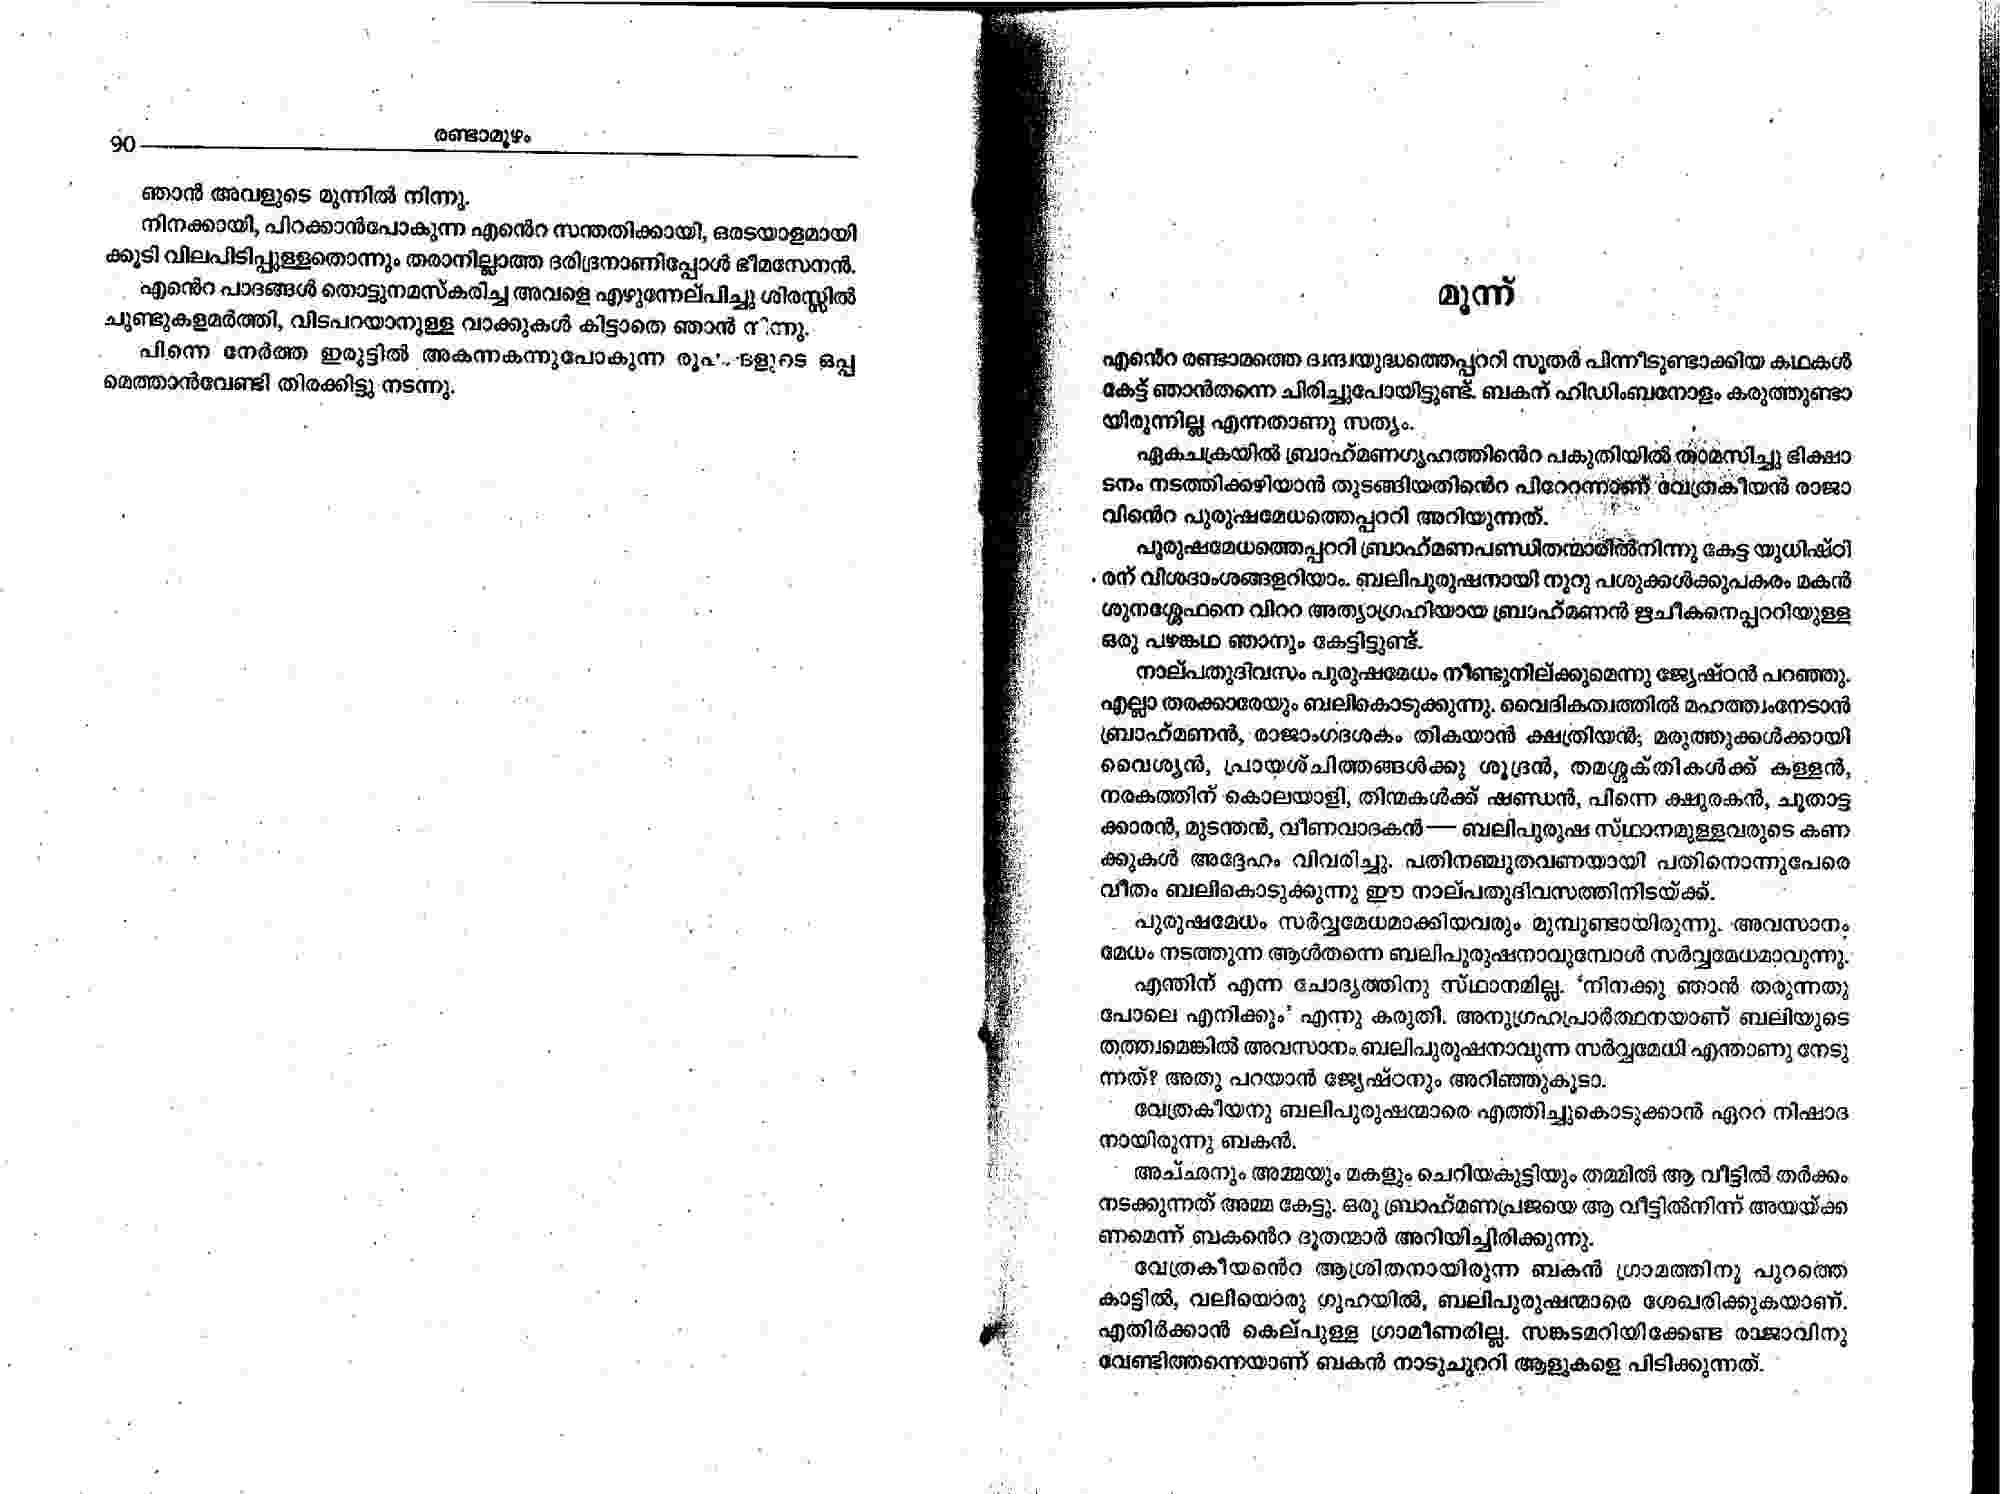 90
രണ്ടാമൂഴം
ഞാൻ അവളുടെ മുന്നിൽ നിന്നു.
നിനക്കായി, പിറക്കാൻപോകുന്ന എൻെറ സന്തതിക്കായി, ഒരടയാളമായി
ക്കൂടി വിലപിടിപ്പുള്ളതൊന്നും തരാനില്ലാത്ത ദരിദ്രനാണിപ്പോൾ ഭീമസേനൻ.
എൻെറ പാദങ്ങൾ തൊട്ടുനമസ്കരിച്ച അവളെ എഴുന്നേല്പിച്ചു ശിരസ്സിൽ
ചുണ്ടുകളമർത്തി, വിടപറയാനുള്ള വാക്കുകൾ കിട്ടാതെ ഞാൻ നിന്നു.
പിന്നെ നേർത്ത ഇരുട്ടിൽ അകന്നകന്നുപോകുന്ന ഒപ്പ
മെത്താൻവേണ്ടി തിരക്കിട്ടു നടന്നു.
മൂന്ന്
എൻെറ രണ്ടാമത്തെ ദ്വന്ദ്വയുദ്ധത്തെപ്പററി സൂതർ പിന്നീടുണ്ടാക്കിയ കഥകൾ
കേട്ട് ഞാൻതന്നെ ചിരിച്ചുപോയിട്ടുണ്ട്. ബകന് ഹിഡിംബനോളം കരുത്തുണ്ടാ
യിരുന്നില്ല എന്നതാണു സത്യം.
ഏകചക്രയിൽ ബ്രാഹ്മണഗൃഹത്തിൻെറ പകുതിയിൽ താമസിച്ചു ഭിക്ഷാ
ടനം നടത്തിക്കഴിയാൻ തുടങ്ങിയതിൻെറ പിറേറന്നാണ് വേത്രകീയൻ രാജാ
വിൻെറ പുരുഷമേധത്തെപ്പററി അറിയുന്നത്.
പുരുഷമേധത്തെപ്പററി ബ്രാഹ്മണപണ്ഡിതന്മാരിൽനിന്നു കേട്ട യുധിഷ്ഠി
രന് വിശദാംശങ്ങളറിയാം. ബലിപുരുഷനായി നൂറു പശുക്കൾക്കുപകരം മകൻ
ശുനശ്ശേഫനെ വിററ അത്യാഗ്രഹിയായ ബ്രാഹ്മണൻ ഋചീകനെപ്പററിയുള്ള
ഒരു പഴങ്കഥ ഞാനും കേട്ടിട്ടുണ്ട്.
നാല്പതുദിവസം പുരുഷമേധം നീണ്ടുനില്ക്കുമെന്നു ജ്യേഷ്ഠൻ പറഞ്ഞു.
എല്ലാ തരക്കാരേയും ബലികൊടുക്കുന്നു. വൈദികത്വത്തിൽ മഹത്ത്വംനേടാൻ
ബ്രാഹ്മണൻ, രാജാംഗദശകം തികയാൻ ക്ഷത്രിയൻ; മരുത്തുക്കൾക്കായി
വൈശ്യൻ, പ്രായശ്ചിത്തങ്ങൾക്കു ശൂദ്രൻ, തമശ്ശക്തികൾക്ക് കള്ളൻ,
നരകത്തിന് കൊലയാളി, തിന്മകൾക്ക് ഷണ്ഡൻ, പിന്നെ ക്ഷുരകൻ, ചൂതാട്ട
ക്കാരൻ, മുടന്തൻ, വീണവാദകൻ— ബലിപുരുഷ സ്ഥാനമുള്ളവരുടെ കണ
ക്കുകൾ അദ്ദേഹം വിവരിച്ചു. പതിനഞ്ചുതവണയായി പതിനൊന്നുപേരെ
വീതം ബലികൊടുക്കുന്നു ഈ നാല്പതുദിവസത്തിനിടയ്ക്ക്.
പുരുഷമേധം സർവ്വമേധമാക്കിയവരും മുമ്പുണ്ടായിരുന്നു. അവസാനം
മേധം നടത്തുന്ന ആൾതന്നെ ബലിപുരുഷനാവുമ്പോൾ സർവ്വമേധമാവുന്നു.
എന്തിന് എന്ന ചോദ്യത്തിനു സ്ഥാനമില്ല. 'നിനക്കു ഞാൻ തരുന്നതു
പോലെ എനിക്കും' എന്നു കരുതി. അനുഗ്രഹപ്രാർത്ഥനയാണ് ബലിയുടെ
തത്ത്വമെങ്കിൽ അവസാനം ബലിപുരുഷനാവുന്ന സർവ്വമേധി എന്താണു നേടു
ന്നത്? അതു പറയാൻ ജ്യേഷ്ഠനും അറിഞ്ഞുകൂടാ.
വേത്രകീയനു ബലിപുരുഷന്മാരെ എത്തിച്ചുകൊടുക്കാൻ ഏററ നിഷാദ
നായിരുന്നു ബകൻ.
അച്ഛനും അമ്മയും മകളും ചെറിയകുട്ടിയും തമ്മിൽ ആ വീട്ടിൽ തർക്കം
നടക്കുന്നത് അമ്മ കേട്ടു. ഒരു ബ്രാഹ്മണപ്രജയെ ആ വീട്ടിൽനിന്ന് അയയ്ക്ക
ണമെന്ന് ബകൻെറ ദൂതന്മാർ അറിയിച്ചിരിക്കുന്നു.
വേത്രകീയൻെറ ആശ്രിതനായിരുന്ന ബകൻ ഗ്രാമത്തിനു പുറത്തെ
കാട്ടിൽ, വലിയൊരു ഗുഹയിൽ, ബലിപുരുഷന്മാരെ ശേഖരിക്കുകയാണ്.
എതിർക്കാൻ കെല്പുള്ള ഗ്രാമീണരില്ല. സങ്കടമറിയിക്കേണ്ട രാജാവിനു
വേണ്ടിത്തന്നെയാണ് ബകൻ നാടുചുററി ആളുകളെ പിടിക്കുന്നത്.